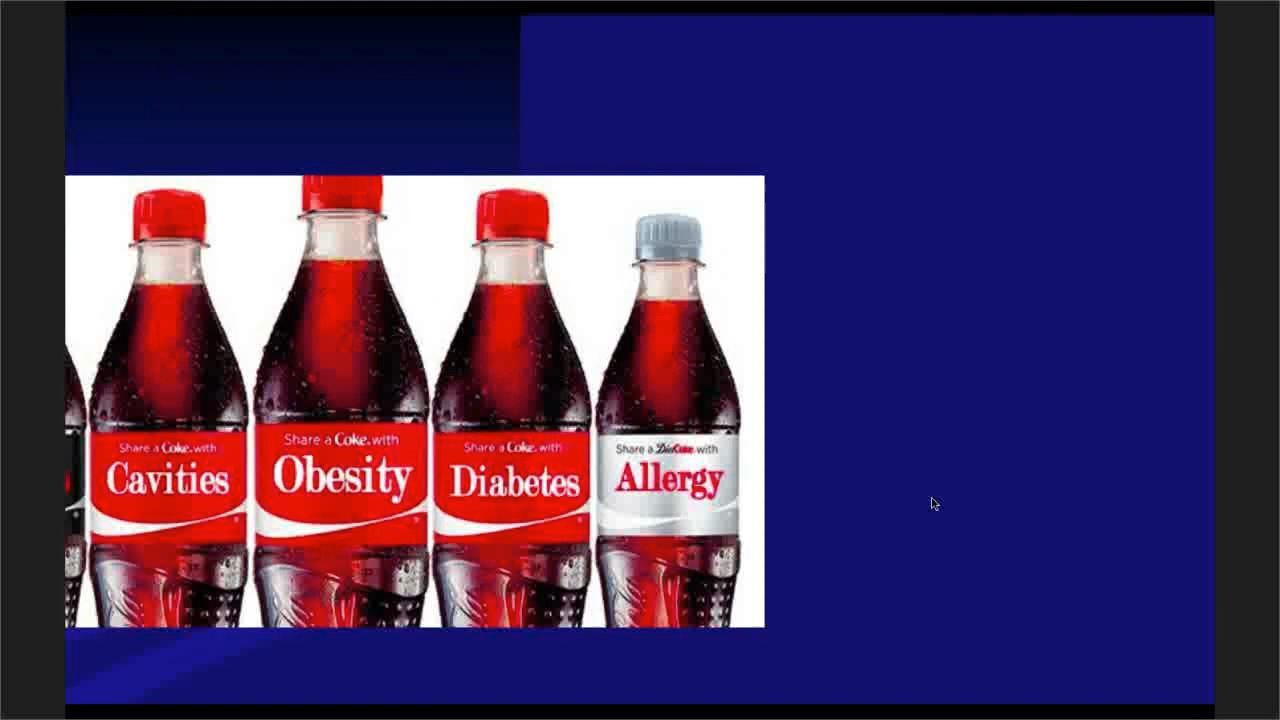 Share a Coke with
Cavities
Share a Coke with
Obesity
Share a Coke with
Diabetes
Share a Diet Coke with
Allergy